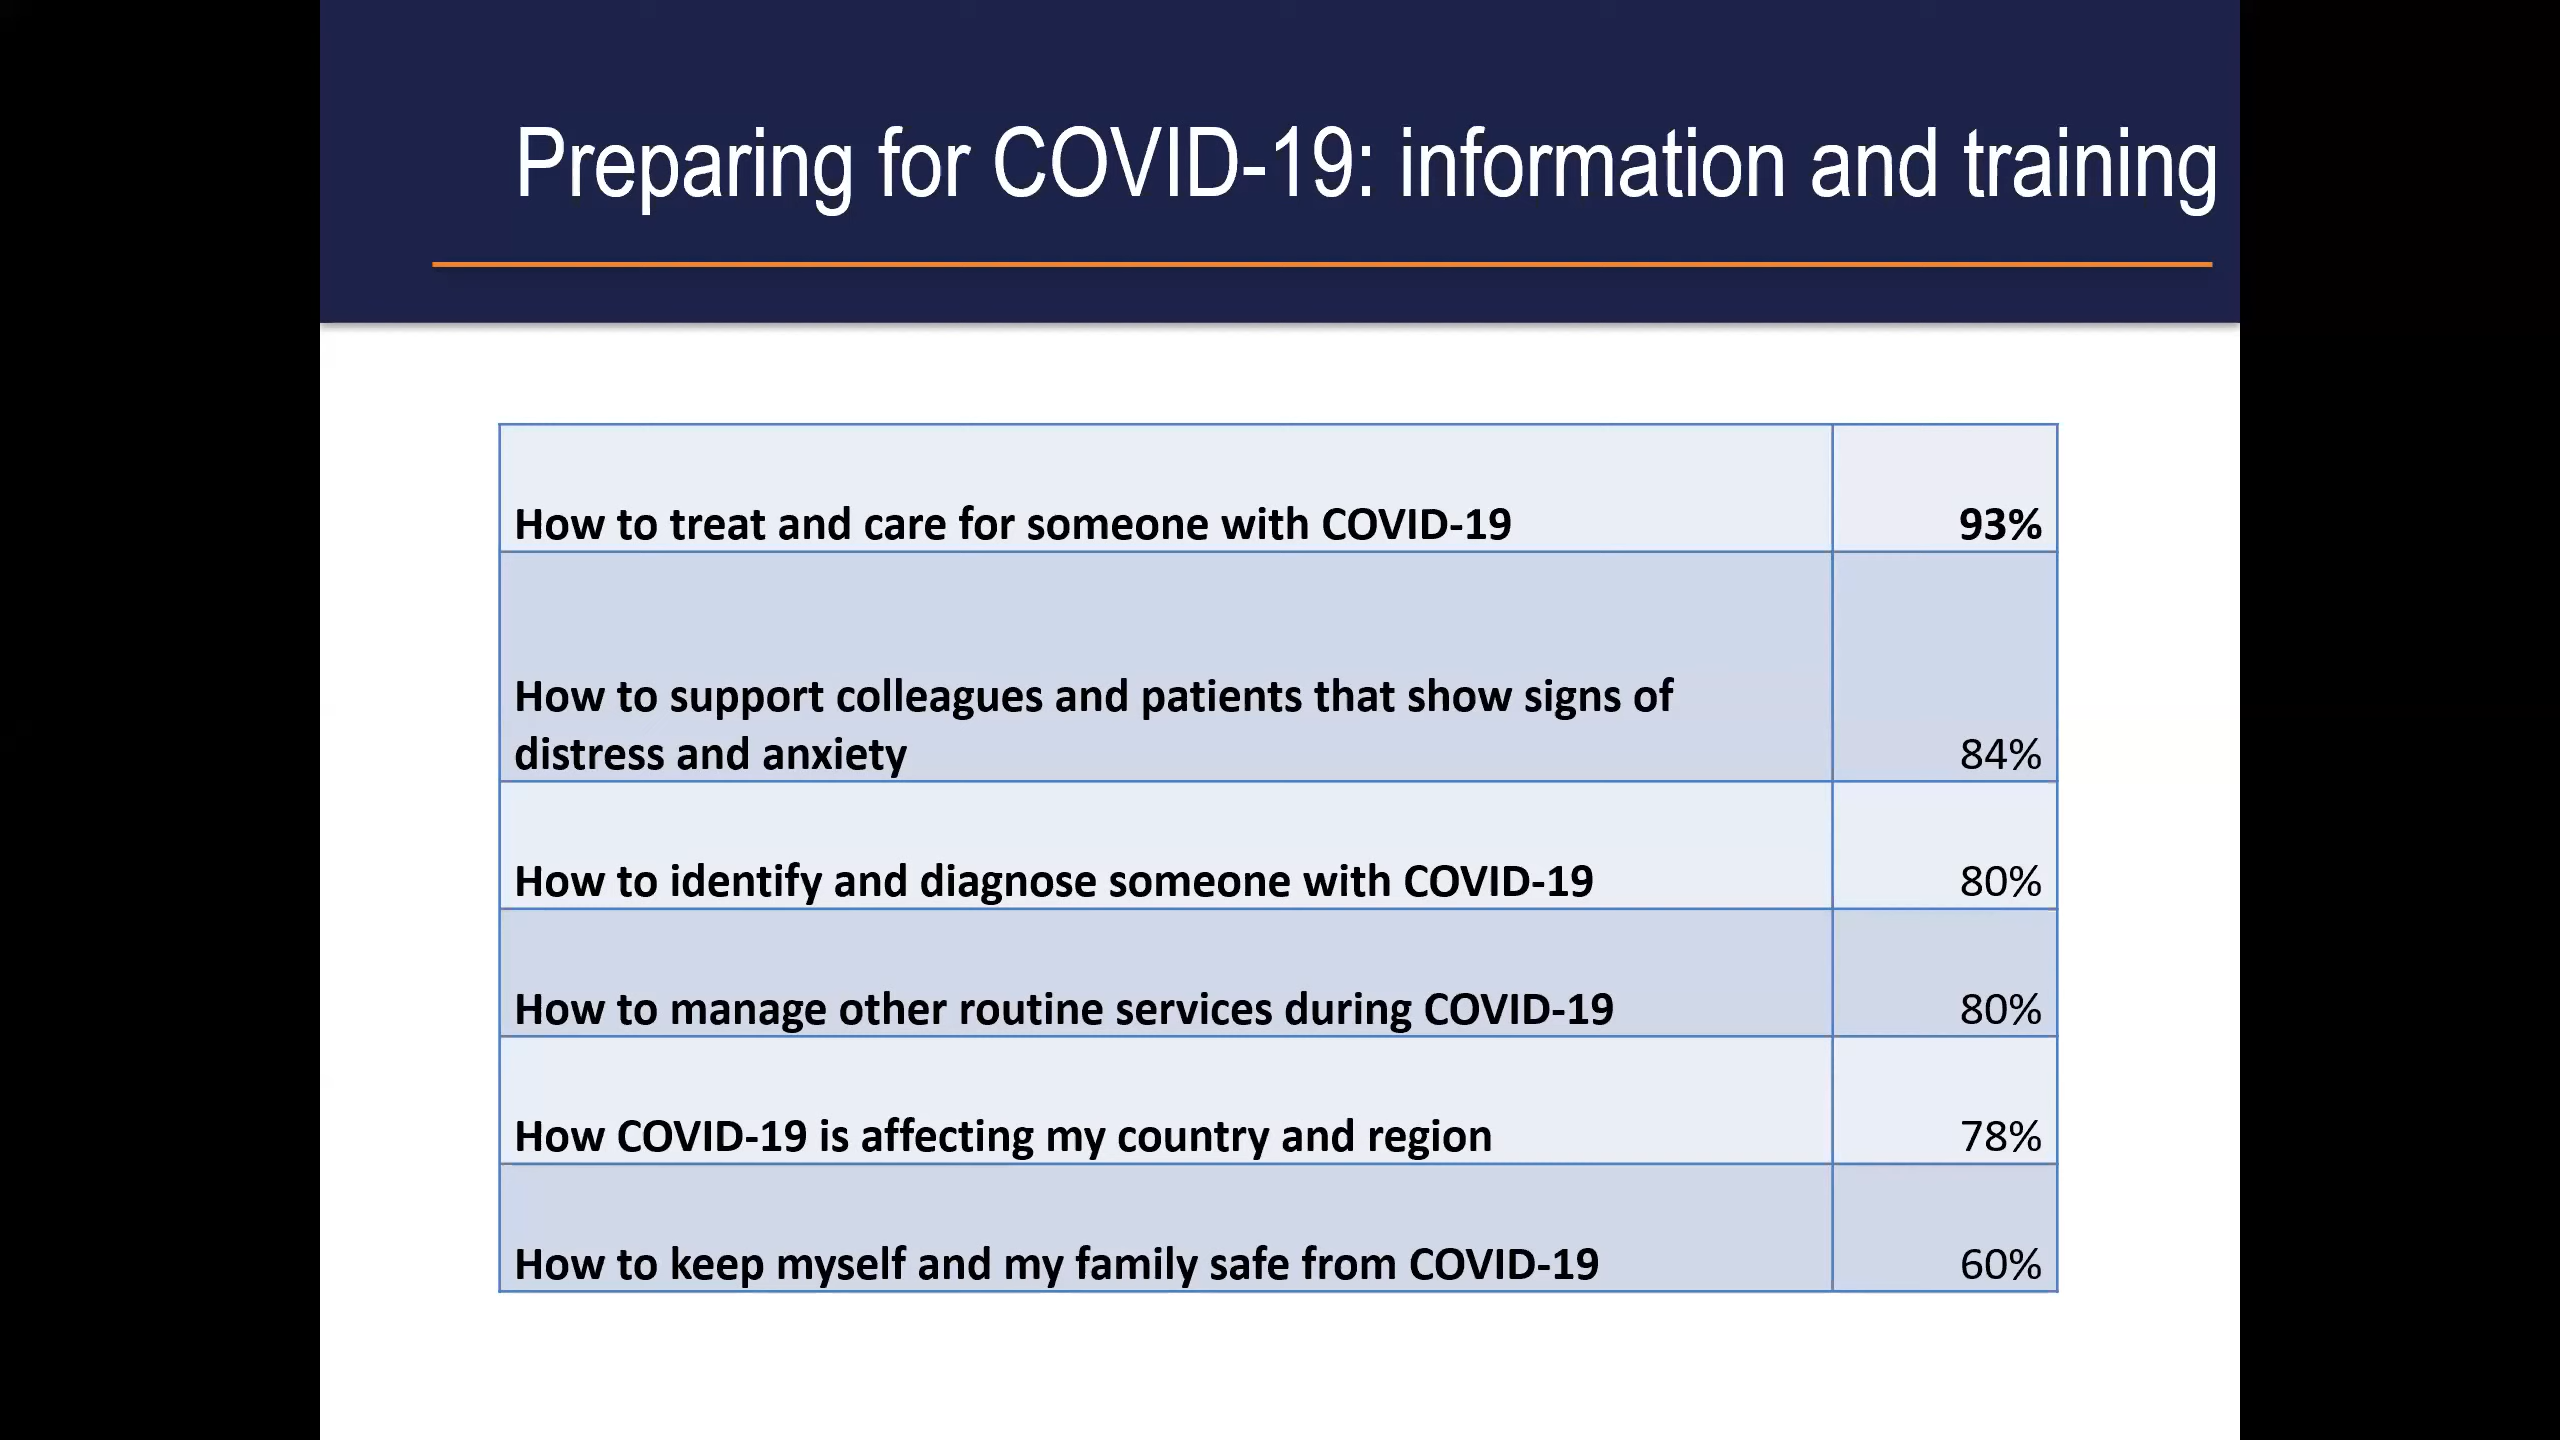 Preparing for COVID-19: information and training
How to treat and care for someone with COVID-19 93%
How to support colleagues and patients that show signs of
distress and anxiety 84%
How to identify and diagnose someone with COVID-19 80%
How to manage other routine services during COVID-19 80%
How COVID-19 is affecting my country and region 78%
How to keep myself and my family safe from COVID-19 60%